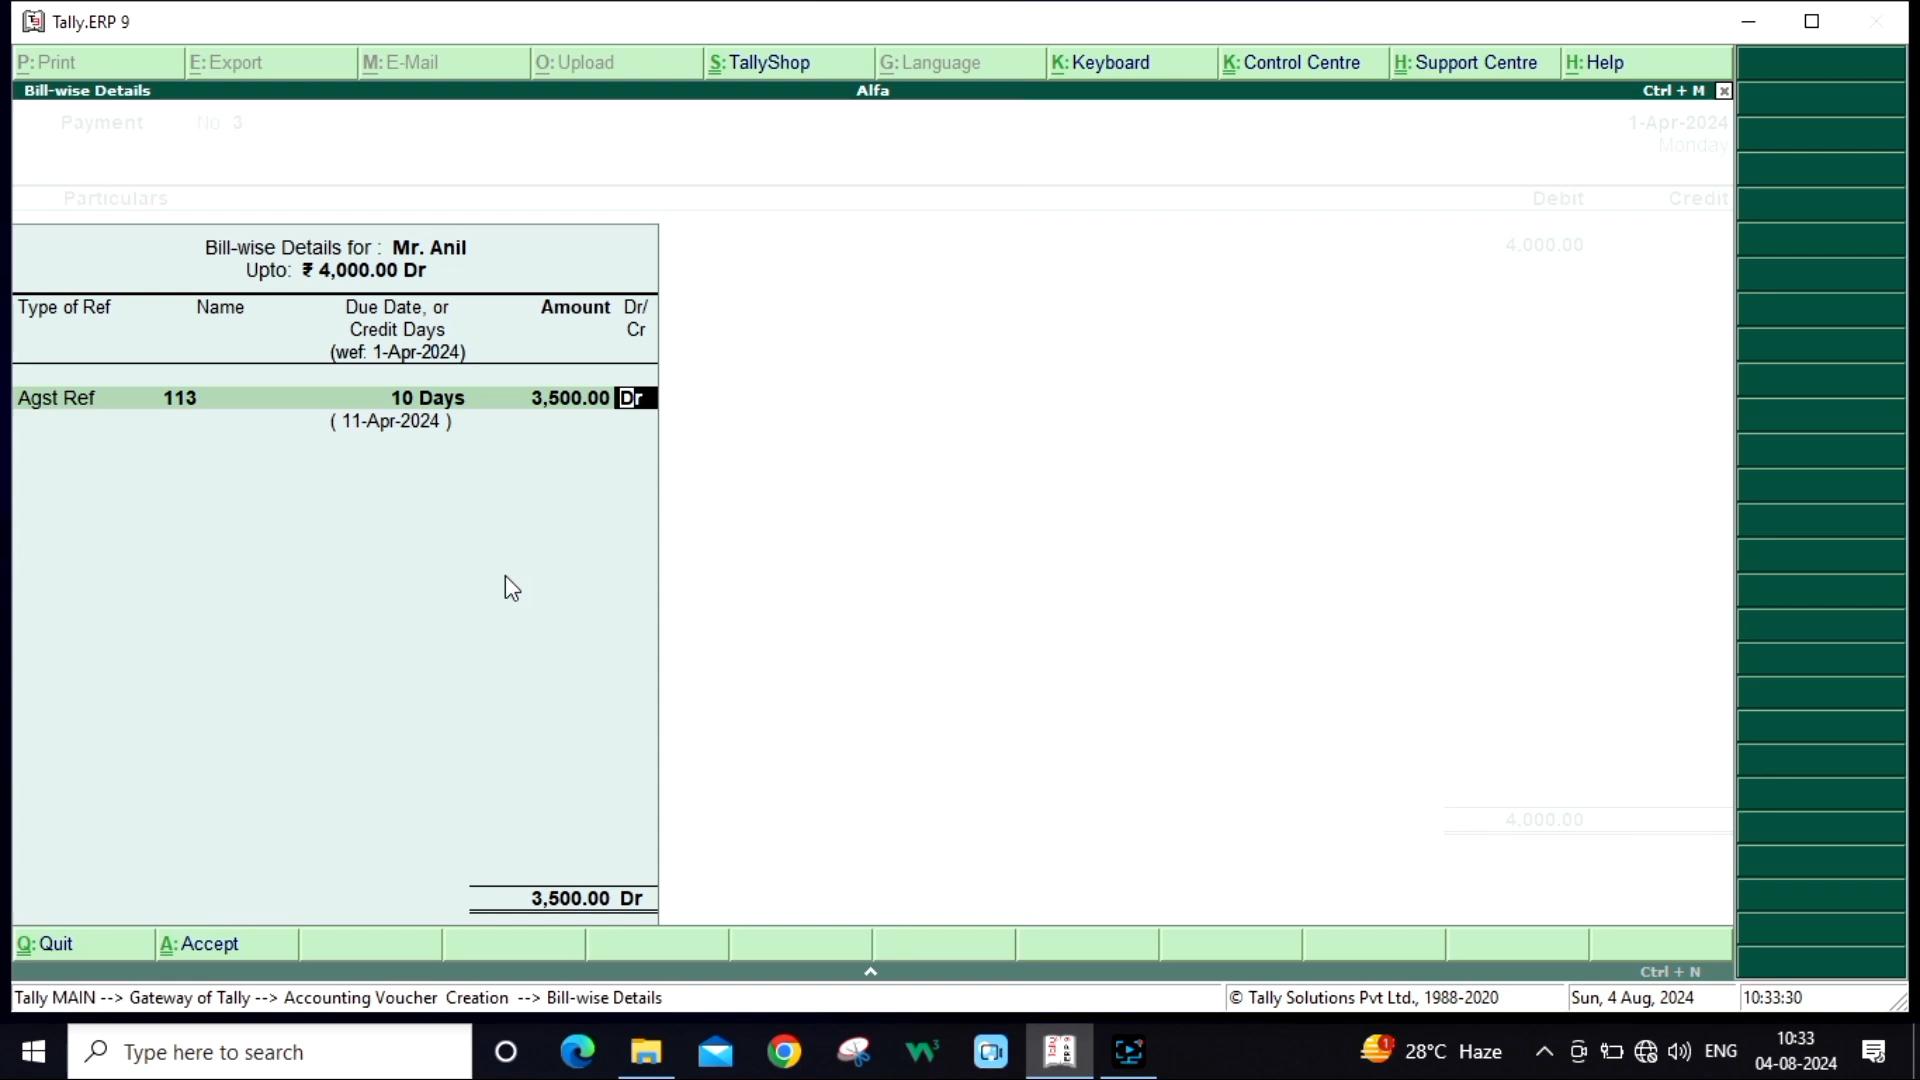 Tally.ERP 9
P: Print E: Export M: E-Mail O: Upload S: TallyShop G: Language K: Keyboard K: Control Centre H: Support Centre H: Help
Bill-wise Details Alfa Ctrl + M
Payment No 3 1-Apr-2024
Monday
Particulars Debit Credit
4,000.00
Bill-wise Details for : Mr. Anil
Upto: ₹ 4,000.00 Dr
Type of Ref Name Due Date, or Amount Dr/
Credit Days Cr
(wef: 1-Apr-2024)
Agst Ref 113 10 Days 3,500.00 Dr
( 11-Apr-2024 )
4,000.00
3,500.00 Dr
Q: Quit A: Accept
Ctrl + N
Tally MAIN --> Gateway of Tally --> Accounting Voucher Creation --> Bill-wise Details © Tally Solutions Pvt Ltd., 1988-2020 Sun, 4 Aug, 2024 10:33:30
Type here to search 28°C Haze ENG 10:33
04-08-2024